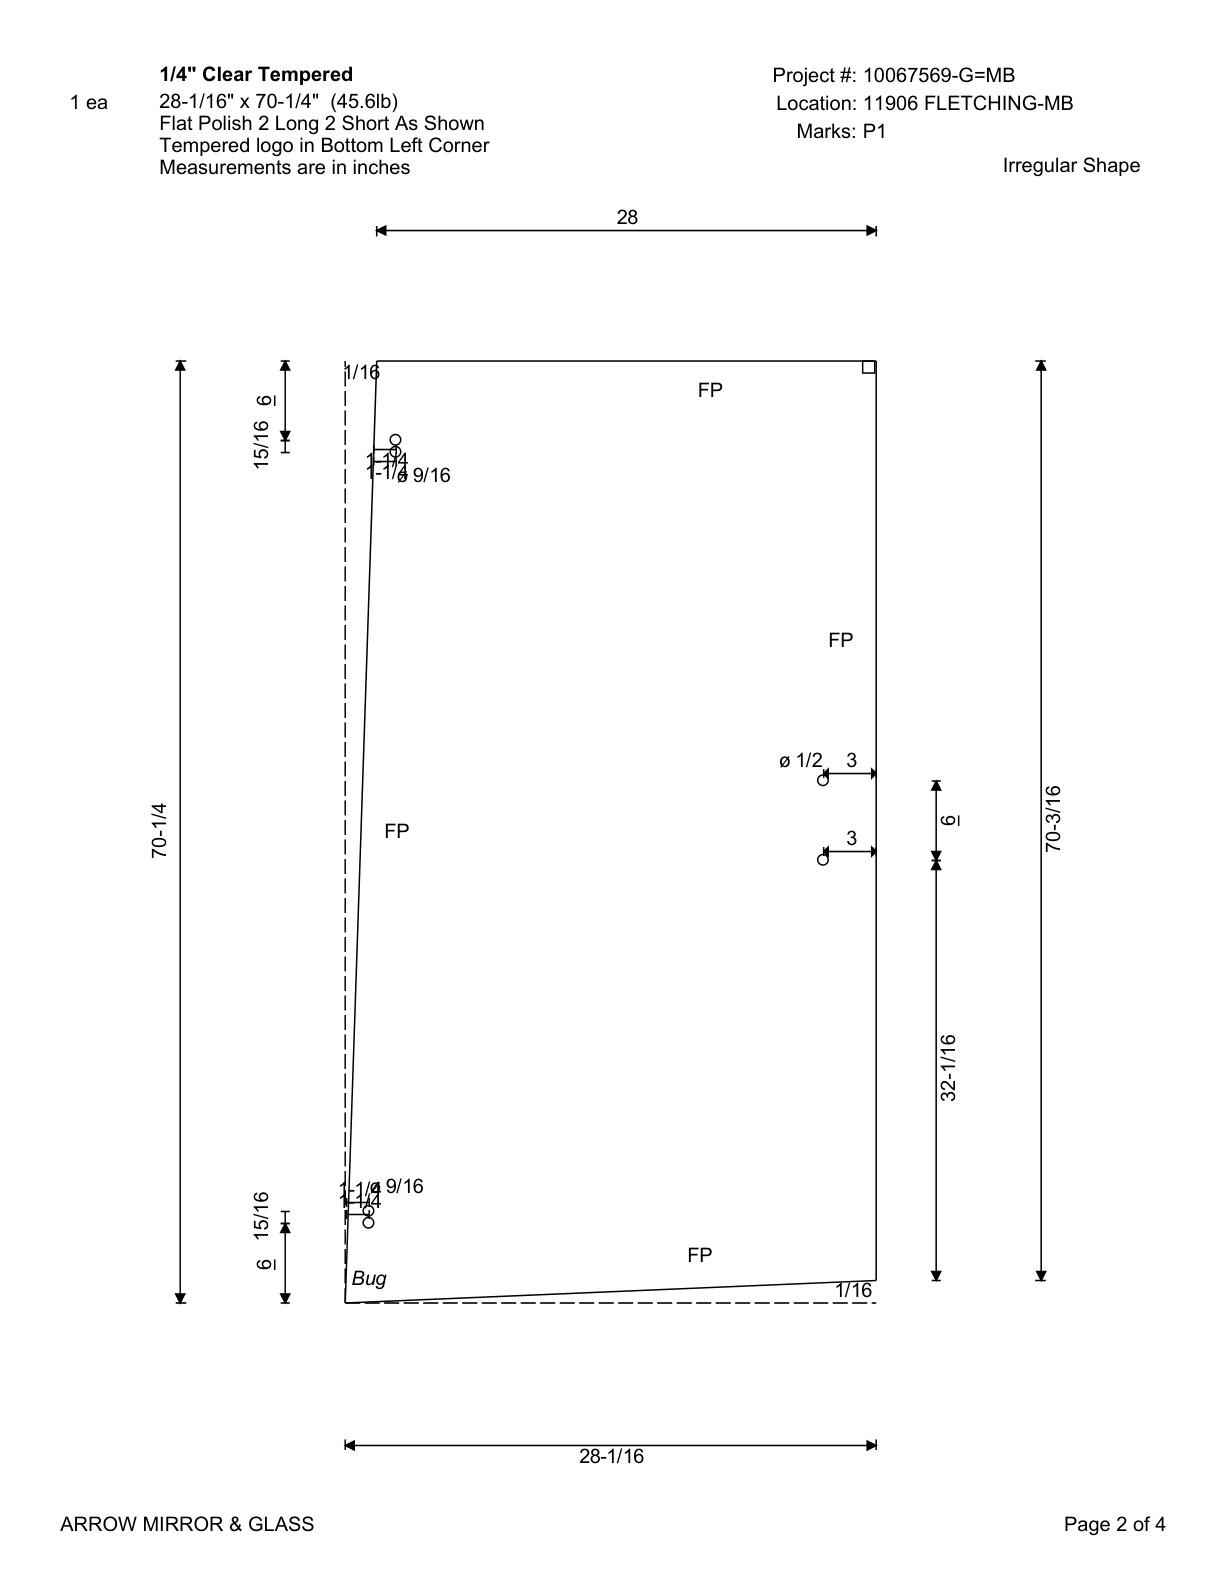 1/4" Clear Tempered
Project #: 10067569-G=MB
1 ea
28-1/16" x 70-1/4" (45.6lb)
Location: 11906 FLETCHING-MB
Flat Polish 2 Long 2 Short As Shown
Marks: P1
Tempered logo in Bottom Left Corner
Measurements are in inches
Irregular Shape
28
1/16
FP
6
15/16
1-1/4
1-1/4
ø 9/16
FP
ø 1/2
3
6
70-3/16
70-1/4
FP
3
32-1/16
1-1/4
ø 9/16
1-1/4
15/16
6
FP
Bug
1/16
28-1/16
ARROW MIRROR & GLASS
Page 2 of 4